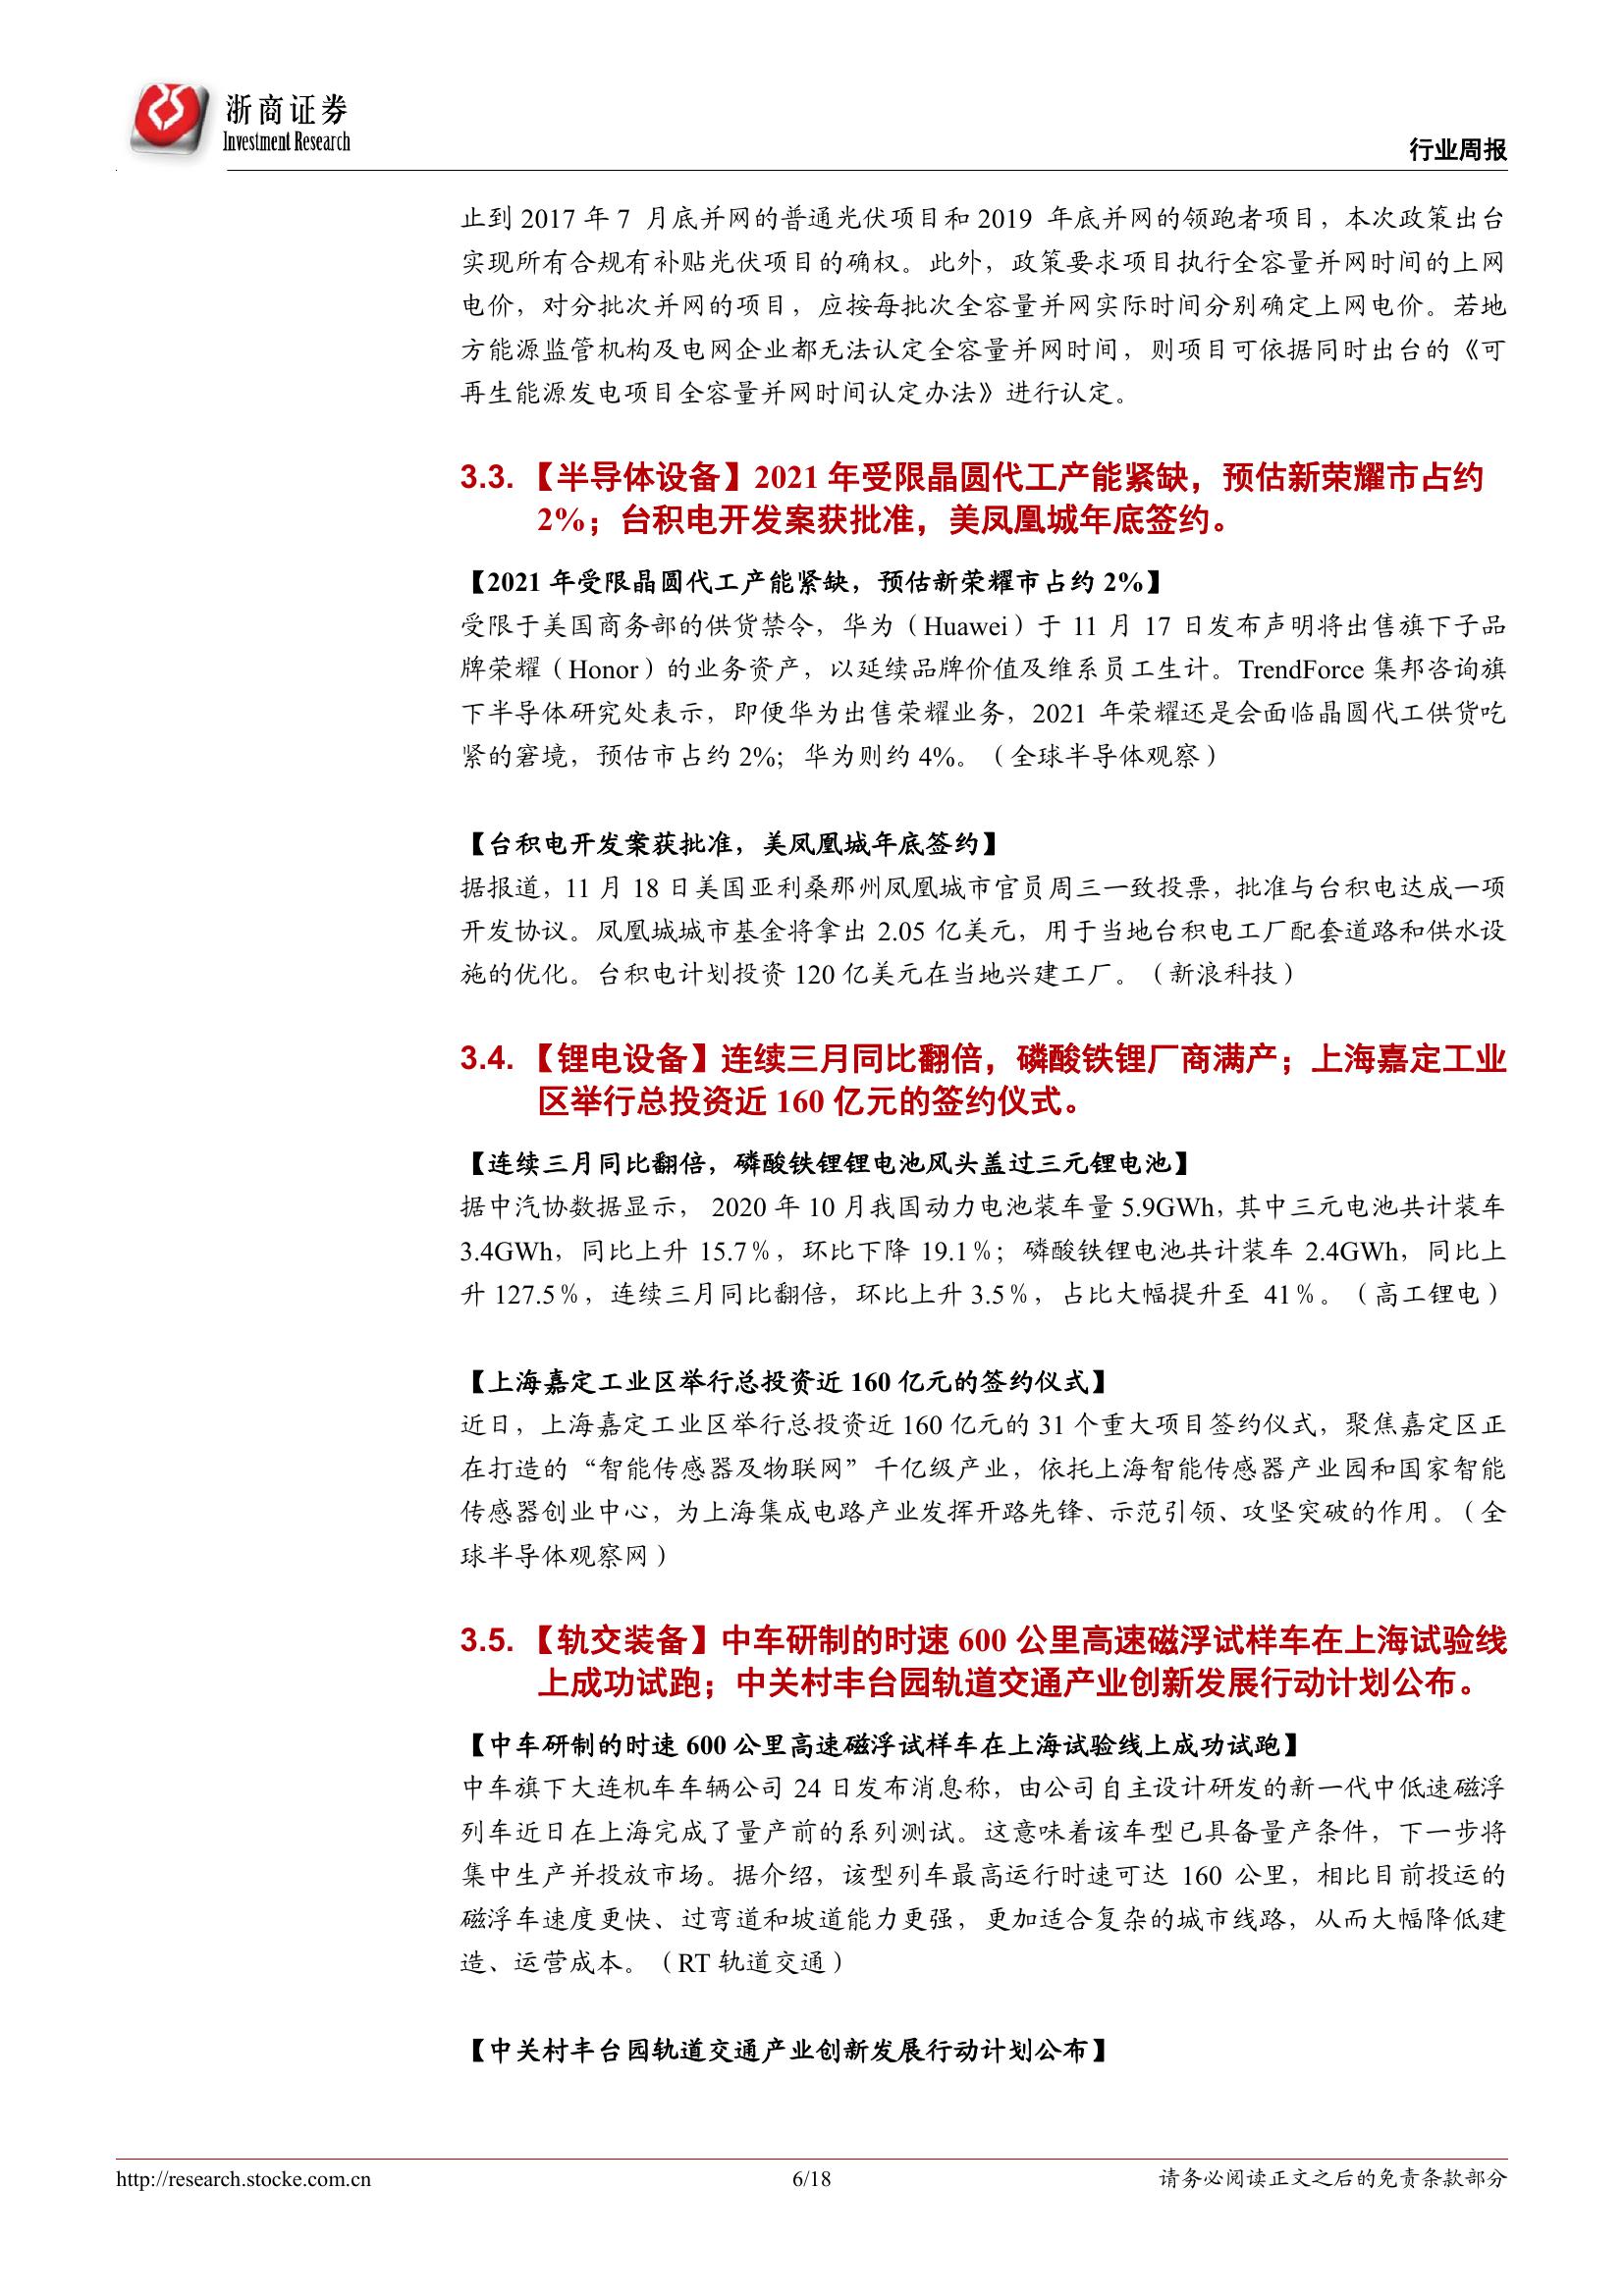 浙商证券
Investment Research
行业周报
止到 2017 年 7 月底并网的普通光伏项目和 2019 年底并网的领跑者项目，本次政策出台
实现所有合规有补贴光伏项目的确权。此外，政策要求项目执行全容量并网时间的上网
电价，对分批次并网的项目，应按每批次全容量并网实际时间分别确定上网电价。若地
方能源监管机构及电网企业都无法认定全容量并网时间，则项目可依据同时出台的《可
再生能源发电项目全容量并网时间认定办法》进行认定。
3.3. 【半导体设备】2021 年受限晶圆代工产能紧缺，预估新荣耀市占约
2%；台积电开发案获批准，美凤凰城年底签约。
【2021 年受限晶圆代工产能紧缺，预估新荣耀市占约 2%】
受限于美国商务部的供货禁令，华为（Huawei）于 11 月 17 日发布声明将出售旗下子品
牌荣耀（Honor）的业务资产，以延续品牌价值及维系员工生计。TrendForce 集邦咨询旗
下半导体研究处表示，即便华为出售荣耀业务，2021 年荣耀还是会面临晶圆代工供货吃
紧的窘境，预估市占约 2%；华为则约 4%。（全球半导体观察）
【台积电开发案获批准，美凤凰城年底签约】
据报道，11 月 18 日美国亚利桑那州凤凰城市官员周三一致投票，批准与台积电达成一项
开发协议。凤凰城城市基金将拿出 2.05 亿美元，用于当地台积电工厂配套道路和供水设
施的优化。台积电计划投资 120 亿美元在当地兴建工厂。（新浪科技）
3.4. 【锂电设备】连续三月同比翻倍，磷酸铁锂厂商满产；上海嘉定工业
区举行总投资近 160 亿元的签约仪式。
【连续三月同比翻倍，磷酸铁锂锂电池风头盖过三元锂电池】
据中汽协数据显示， 2020 年 10 月我国动力电池装车量 5.9GWh，其中三元电池共计装车
3.4GWh，同比上升 15.7％，环比下降 19.1％；磷酸铁锂电池共计装车 2.4GWh，同比上
升 127.5％，连续三月同比翻倍，环比上升 3.5％，占比大幅提升至 41％。（高工锂电）
【上海嘉定工业区举行总投资近 160 亿元的签约仪式】
近日，上海嘉定工业区举行总投资近 160 亿元的 31 个重大项目签约仪式，聚焦嘉定区正
在打造的“智能传感器及物联网”千亿级产业，依托上海智能传感器产业园和国家智能
传感器创业中心，为上海集成电路产业发挥开路先锋、示范引领、攻坚突破的作用。（全
球半导体观察网）
3.5. 【轨交装备】中车研制的时速 600 公里高速磁浮试样车在上海试验线
上成功试跑；中关村丰台园轨道交通产业创新发展行动计划公布。
【中车研制的时速 600 公里高速磁浮试样车在上海试验线上成功试跑】
中车旗下大连机车车辆公司 24 日发布消息称，由公司自主设计研发的新一代中低速磁浮
列车近日在上海完成了量产前的系列测试。这意味着该车型已具备量产条件，下一步将
集中生产并投放市场。据介绍，该型列车最高运行时速可达 160 公里，相比目前投运的
磁浮车速度更快、过弯道和坡道能力更强，更加适合复杂的城市线路，从而大幅降低建
造、运营成本。（RT 轨道交通）
【中关村丰台园轨道交通产业创新发展行动计划公布】
http://research.stocke.com.cn
6/18
请务必阅读正文之后的免责条款部分